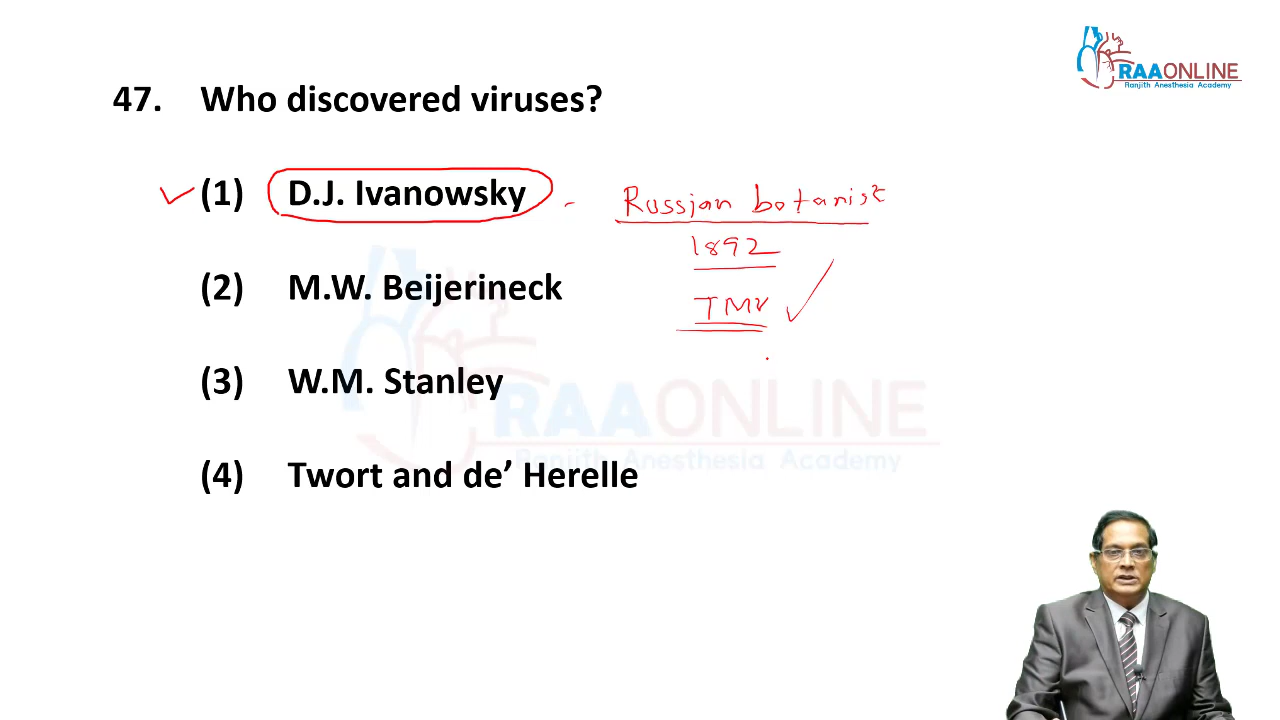 RAAONLINE
Ranjith Anesthesia Academy
47. Who discovered viruses?
(1) D.J. Ivanowsky - Russian botanist
1892
(2) M.W. Beijerineck
TMV
(3) W.M. Stanley
RAAONLINE
Ranjith Anesthesia Academy
(4) Twort and de’ Herelle